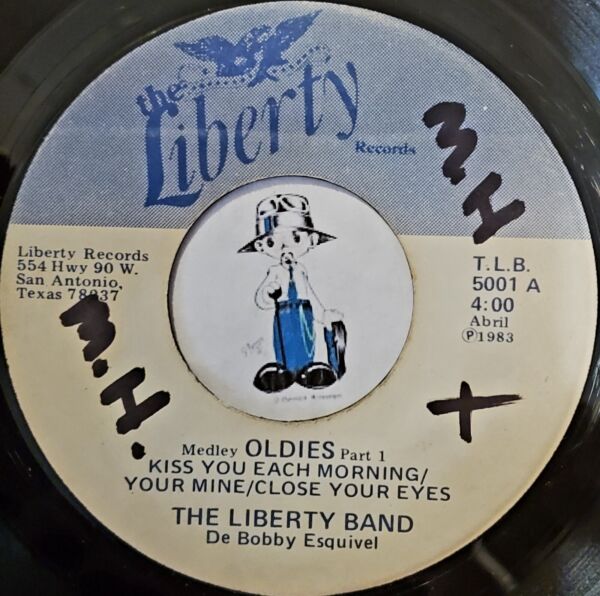 the
Liberty
Records
M.H
Liberty Records
554 Hwy 90 W.
San Antonio,
Texas 78237
T.L.B.
5001 A
4:00
Abril
Ⓟ1983
M.H.
+
Medley OLDIES Part 1
KISS YOU EACH MORNING/
YOUR MINE/CLOSE YOUR EYES
THE LIBERTY BAND
De Bobby Esquivel